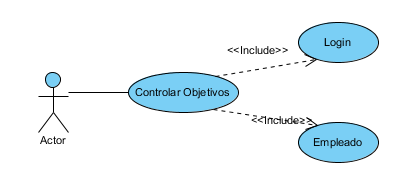 Login
<<Include>>
Controlar Objetivos
<<Include>>
Empleado
Actor